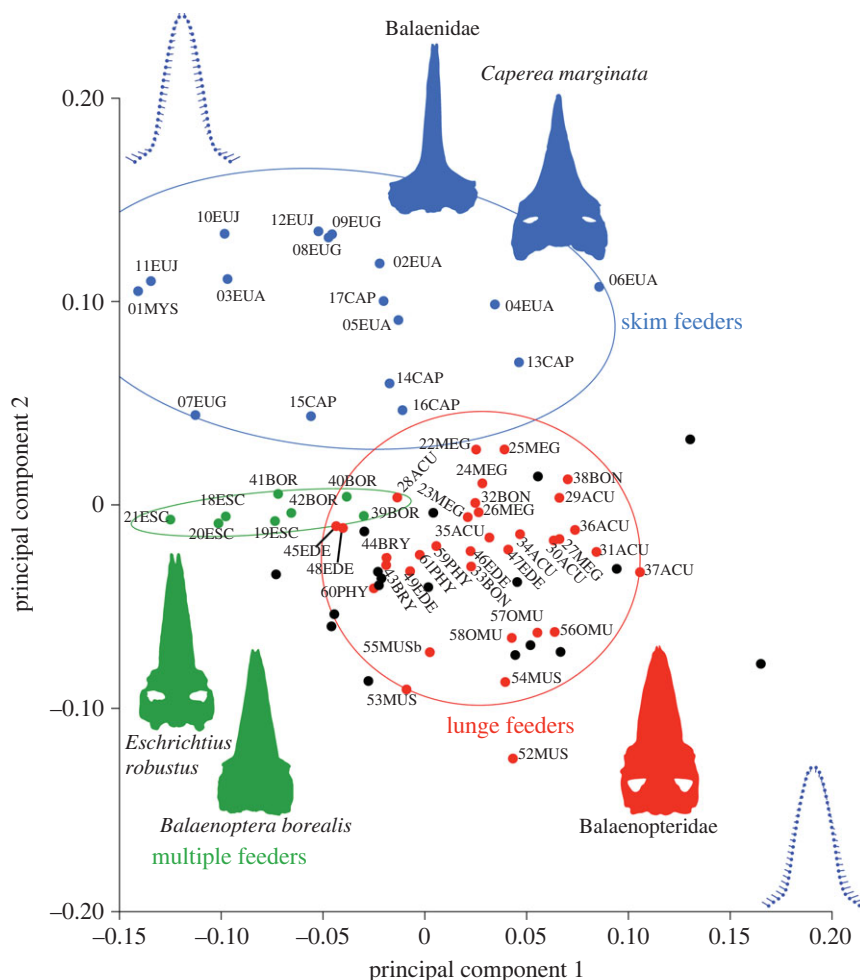 Balaenidae
Caperea marginata
0.20
10EUJ
12EUJ
09EUG
08EUG
02EUA
11EUJ
03EUA
01MYS
17CAP
05EUA
04EUA
06EUA
0.10
skim feeders
13CAP
14CAP
07EUG
15CAP
16CAP
principal component 2
22MEG
25MEG
28ACU
24MEG
38BON
41BOR
40BOR
23MEG
32BON
29ACU
0
18ESC
42BOR
39BOR
26MEG
21ESC
20ESC
19ESC
35ACU
36ACU
45EDE
44BRY
59PHY
46EDE
34ACU
30ACU
27MEG
31ACU
48EDE
61PHY
47EDE
37ACU
60PHY
43BRY
49EDE
33BON
57OMU
55MUSb
58OMU
56OMU
54MUS
53MUS
–0.10
lunge feeders
52MUS
Eschrichtius
robustus
Balaenoptera borealis
Balaenopteridae
multiple feeders
–0.20
–0.15
–0.10
–0.05
0
0.05
0.10
0.15
0.20
principal component 1